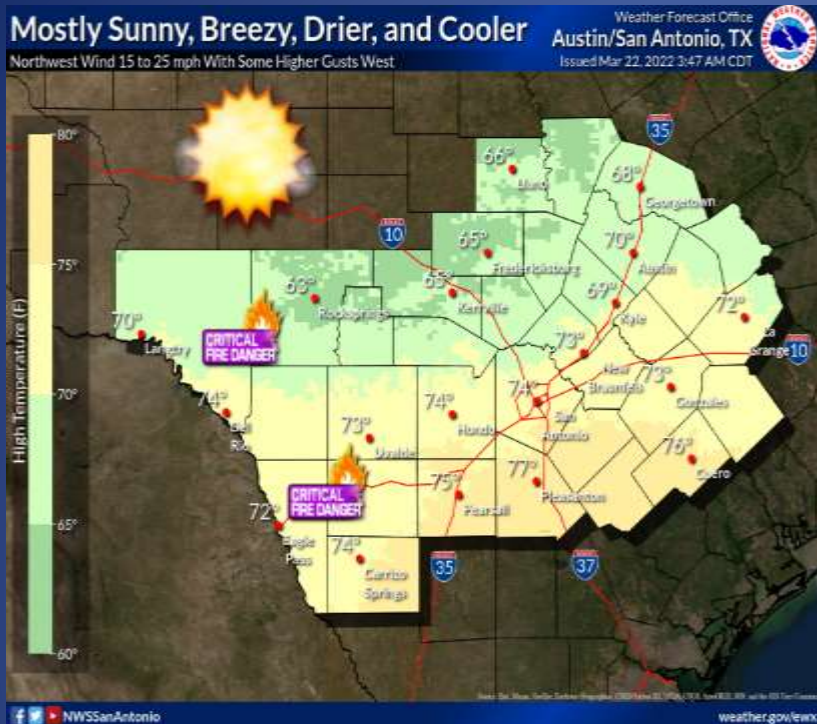 Mostly Sunny, Breezy, Drier, and Cooler
Northwest Wind 15 to 25 mph With Some Higher Gusts West
Weather Forecast Office
Austin/San Antonio, TX
Issued Mar 22, 2022 3:47 AM CDT
High Temperature (F)
80°
75°
70°
65°
60°
35
66°
Llano
68°
Georgetown
10
65°
Fredericksburg
70°
Austin
63°
Rocksprings
65°
Kerrville
69°
Kyle
72°
La
Grange
10
70°
Langtry
CRITICAL
FIRE DANGER
73°
New
Braunfels
74°
Del
Rio
73°
Uvalde
74°
Hondo
74°
San
Antonio
73°
Gonzales
76°
Cuero
CRITICAL
FIRE DANGER
75°
Pearsall
77°
Pleasanton
72°
Eagle
Pass
74°
Carrizo
Springs
35
37
NWSSanAntonio
weather.gov/ewx